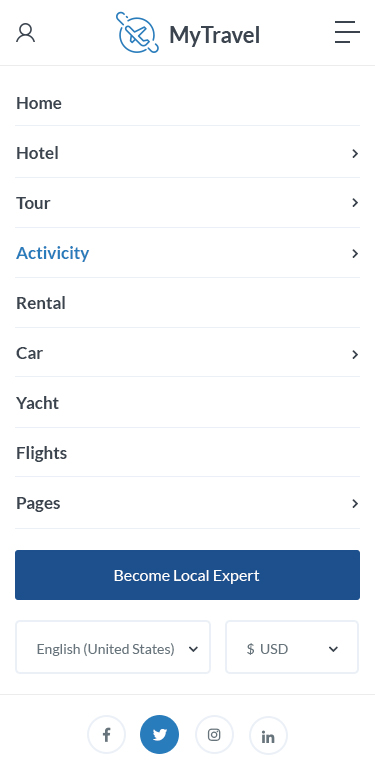 MyTravel
Home
Hotel
Tour
Activicity
Rental
Car
Yacht
Flights
Pages
Become Local Expert
English (United States)
$ USD